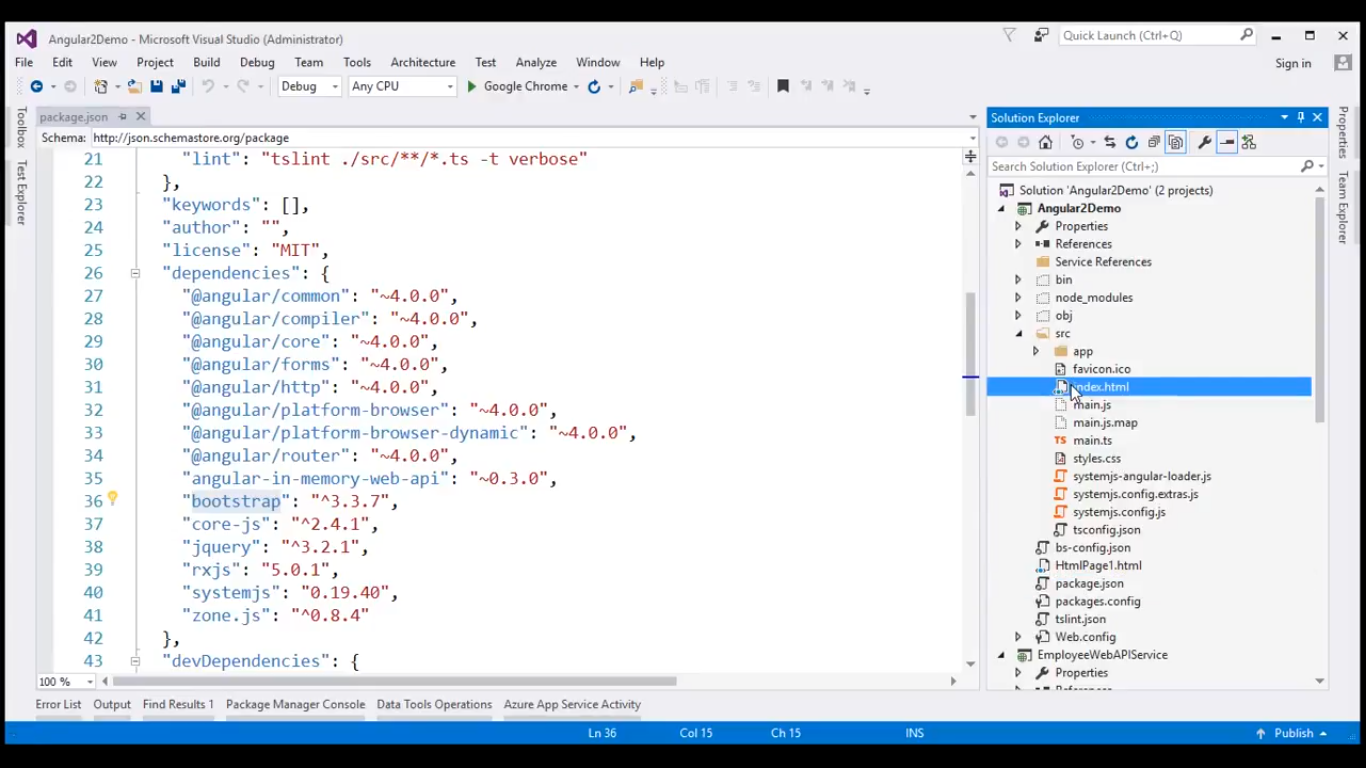 Angular2Demo - Microsoft Visual Studio (Administrator)
Quick Launch (Ctrl+Q)
File Edit View Project Build Debug Team Tools Architecture Test Analyze Window Help
Sign in
Debug Any CPU Google Chrome
Toolbox
Test Explorer
package.json
Schema: http://json.schemastore.org/package
21 "lint": "tslint ./src/**/*.ts -t verbose"
22 },
23 "keywords": [],
24 "author": "",
25 "license": "MIT",
26 "dependencies": {
27 "@angular/common": "~4.0.0",
28 "@angular/compiler": "~4.0.0",
29 "@angular/core": "~4.0.0",
30 "@angular/forms": "~4.0.0",
31 "@angular/http": "~4.0.0",
32 "@angular/platform-browser": "~4.0.0",
33 "@angular/platform-browser-dynamic": "~4.0.0",
34 "@angular/router": "~4.0.0",
35 "angular-in-memory-web-api": "~0.3.0",
36 "bootstrap": "^3.3.7",
37 "core-js": "^2.4.1",
38 "jquery": "^3.2.1",
39 "rxjs": "5.0.1",
40 "systemjs": "0.19.40",
41 "zone.js": "^0.8.4"
42 },
43 "devDependencies": {
100 %
Solution Explorer
Search Solution Explorer (Ctrl+;)
Solution 'Angular2Demo' (2 projects)
Angular2Demo
Properties
References
Service References
bin
node_modules
obj
src
app
favicon.ico
index.html
main.js
main.js.map
main.ts
styles.css
systemjs-angular-loader.js
systemjs.config.extras.js
systemjs.config.js
tsconfig.json
bs-config.json
HtmlPage1.html
package.json
packages.config
tslint.json
Web.config
EmployeeWebAPIService
Properties
References
Properties
Team Explorer
Error List Output Find Results 1 Package Manager Console Data Tools Operations Azure App Service Activity
Ln 36 Col 15 Ch 15 INS Publish